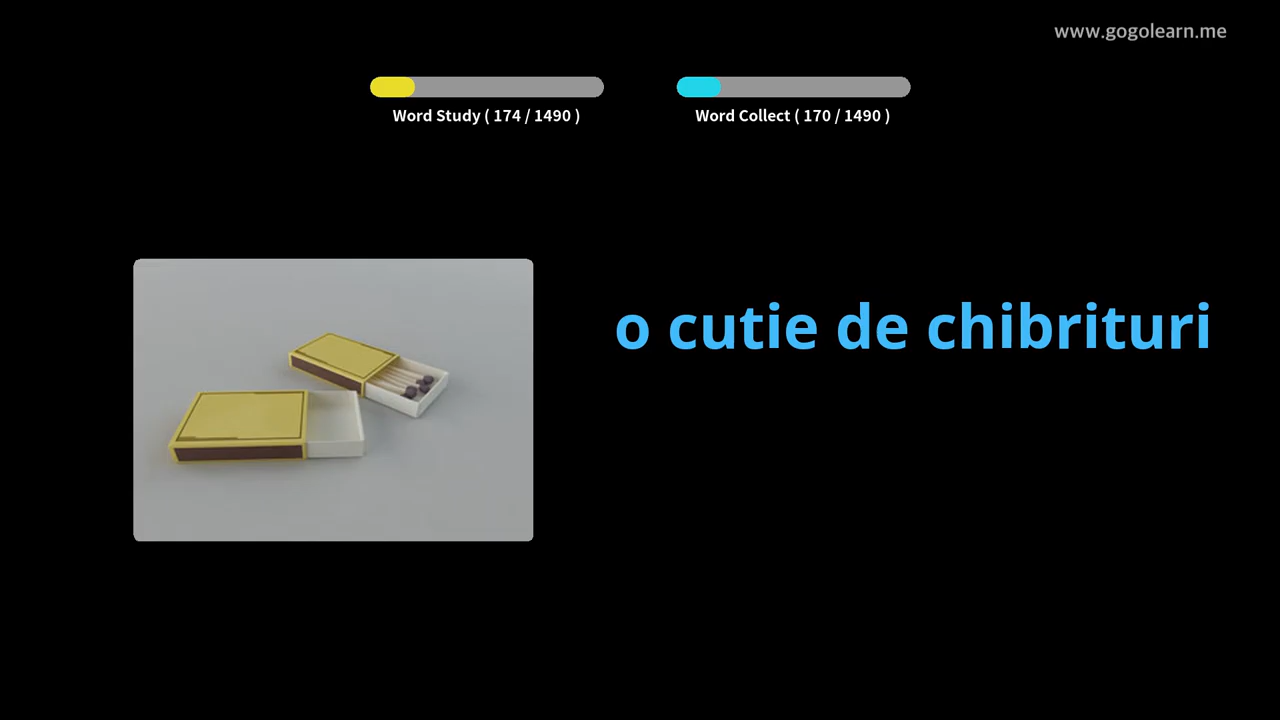 www.gogolearn.me
Word Study ( 174 / 1490 )
Word Collect ( 170 / 1490 )
o cutie de chibrituri